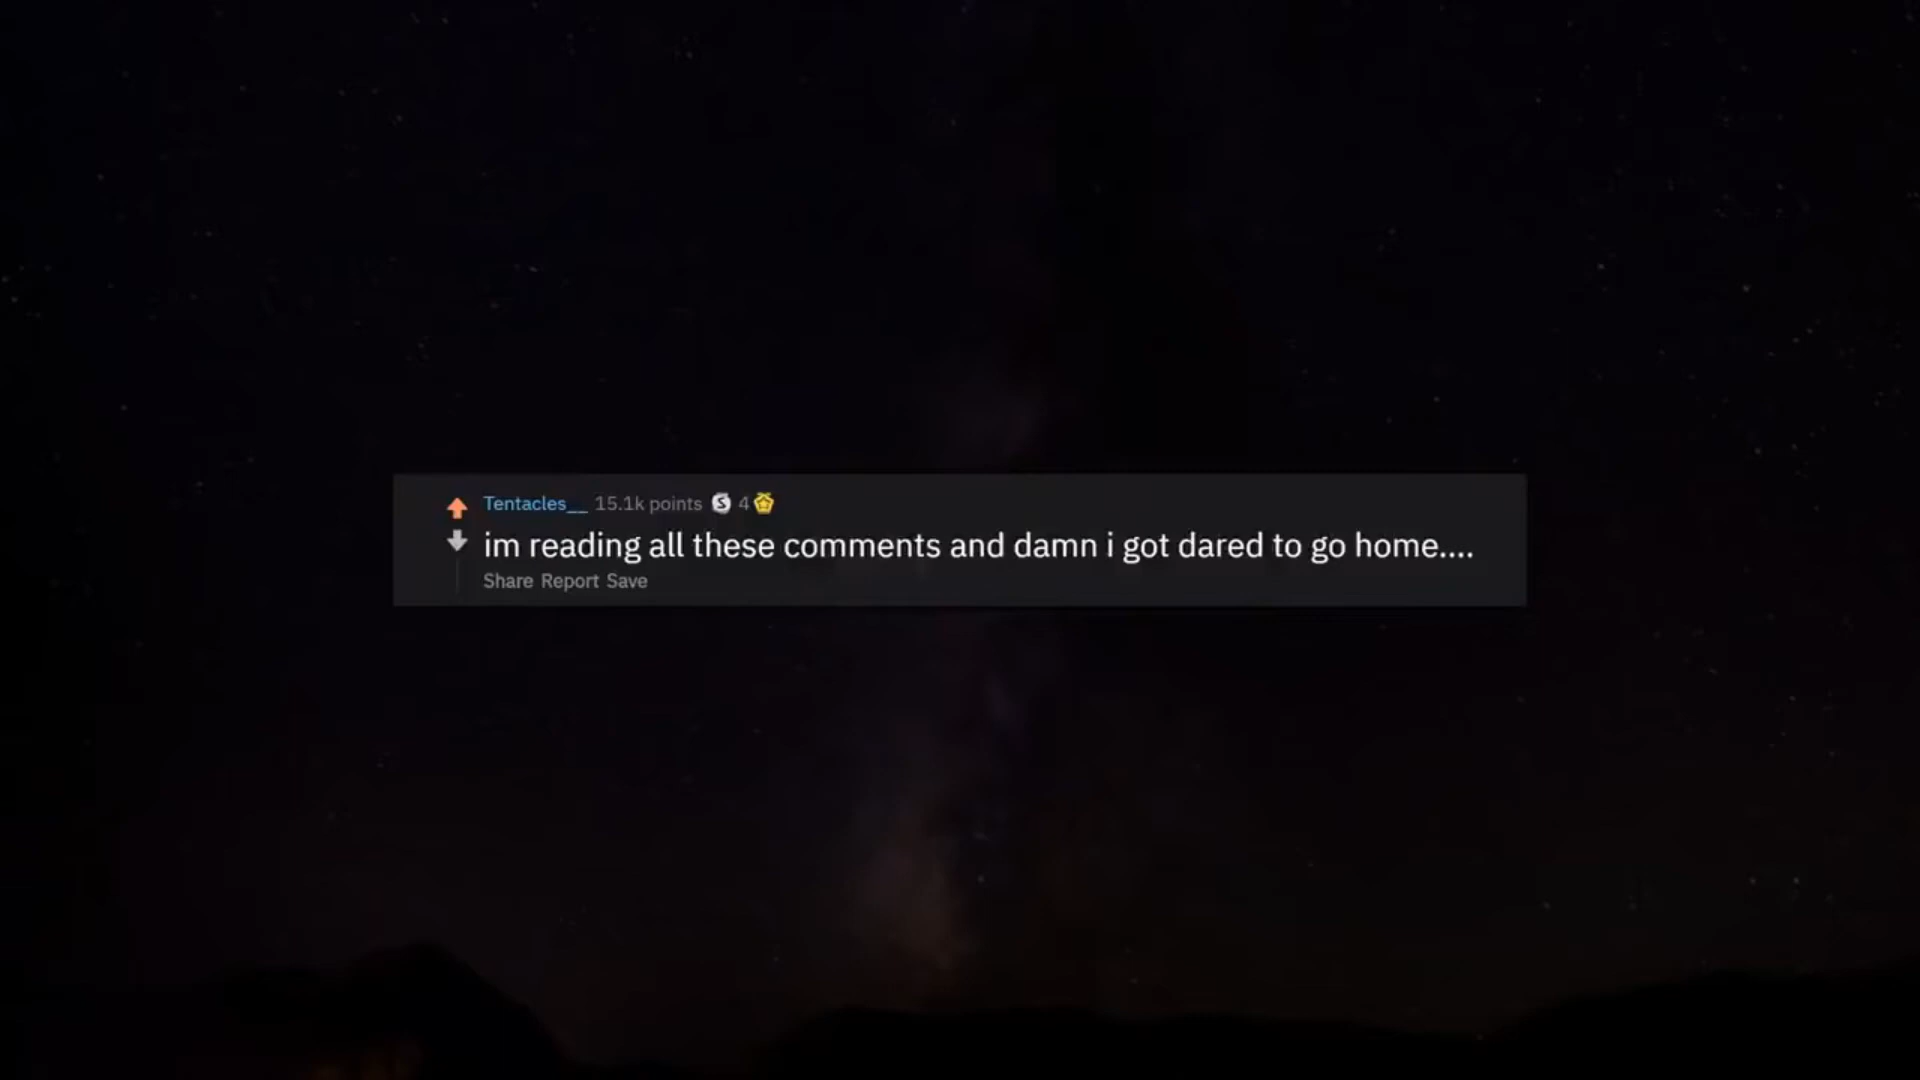 Tentacles__ 15.1k points S 4
im reading all these comments and damn i got dared to go home....
Share Report Save